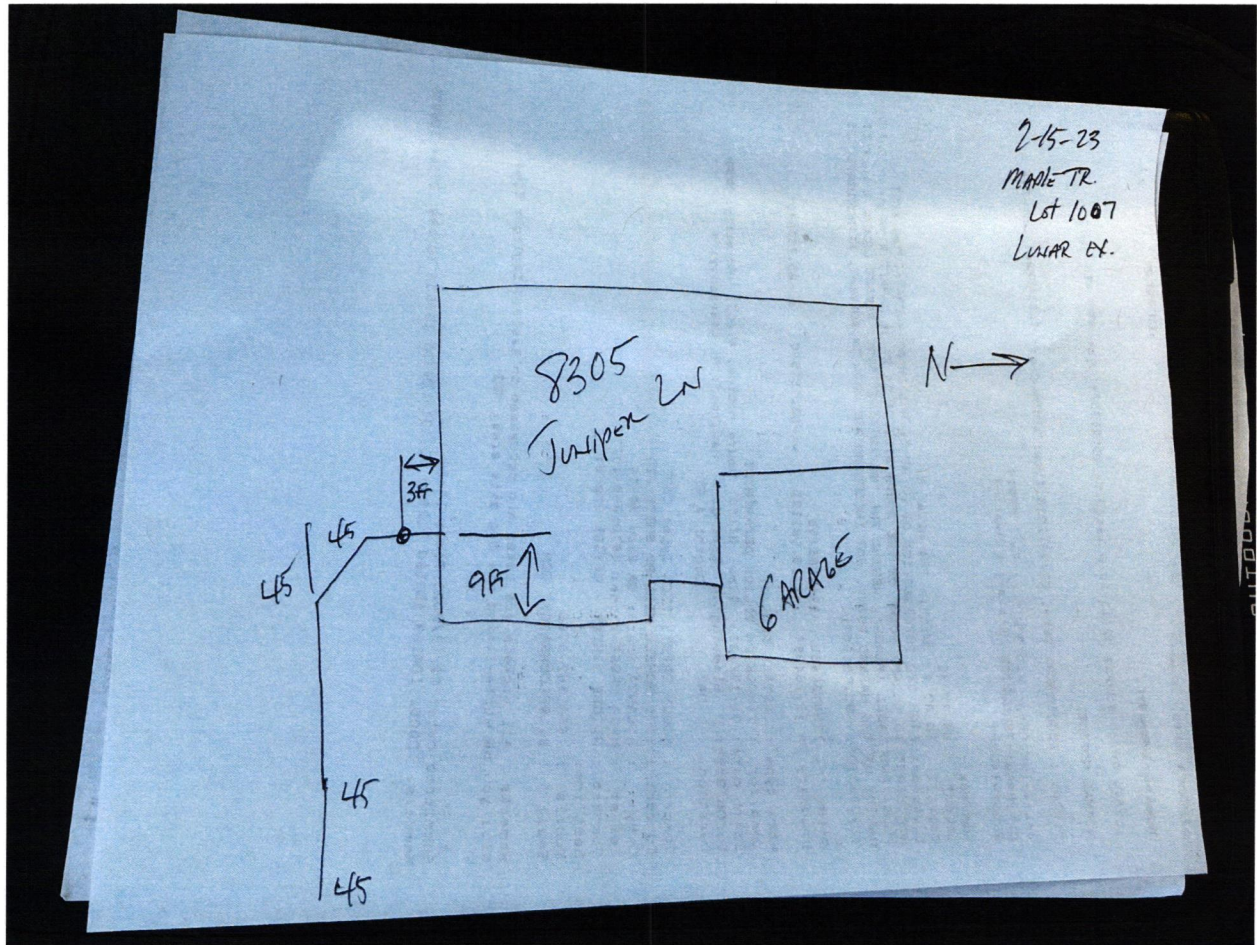 2-15-23
MAPLE TR.
Lot 1007
LUNAR EX.
8305
JUNIPER LN
N
3FT
45
45
9FT
GARAGE
45
45